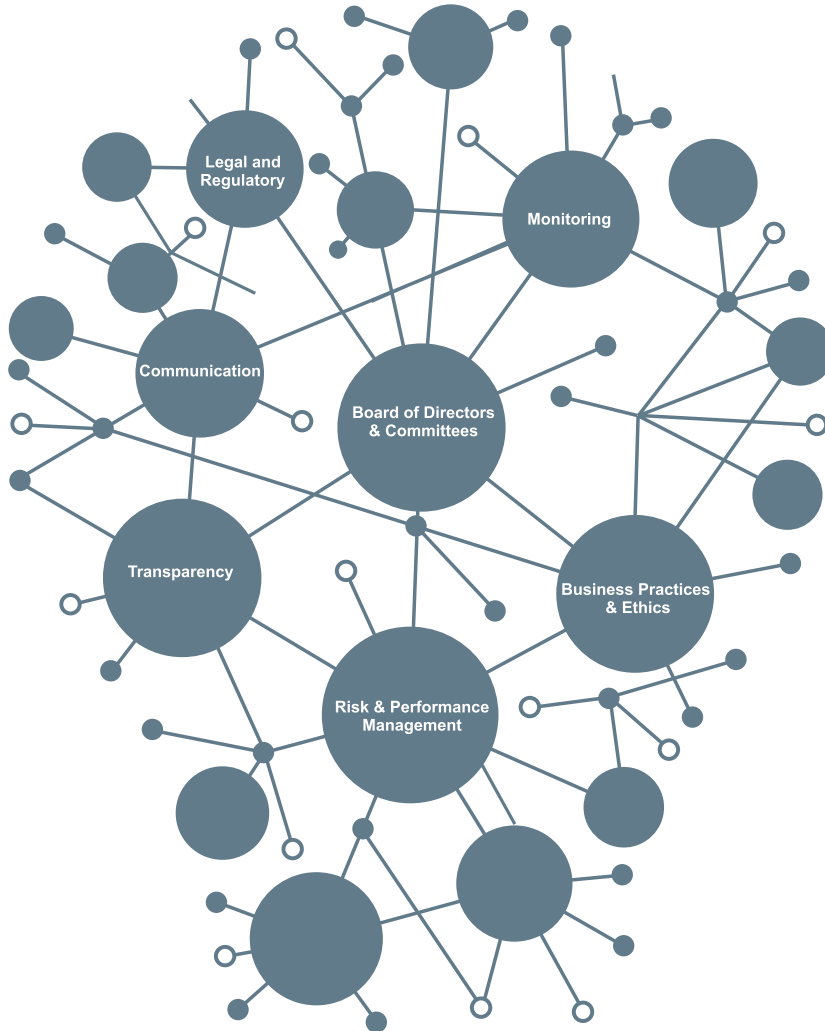 Legal and
Regulatory
Monitoring
Communication
Board of Directors
& Committees
Transparency
Business Practices
& Ethics
Risk & Performance
Management